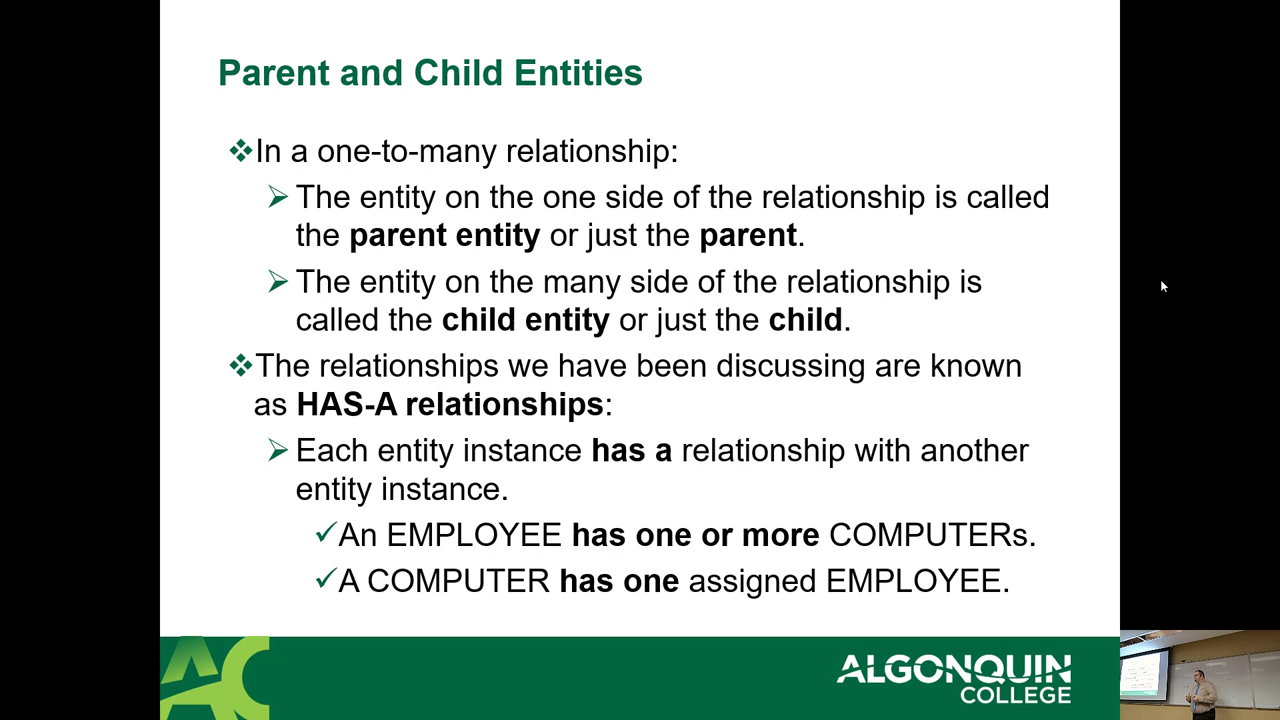 Parent and Child Entities
In a one-to-many relationship:
The entity on the one side of the relationship is called
the parent entity or just the parent.
The entity on the many side of the relationship is
called the child entity or just the child.
The relationships we have been discussing are known
as HAS-A relationships:
Each entity instance has a relationship with another
entity instance.
An EMPLOYEE has one or more COMPUTERs.
A COMPUTER has one assigned EMPLOYEE.
AC
ALGONQUIN
COLLEGE